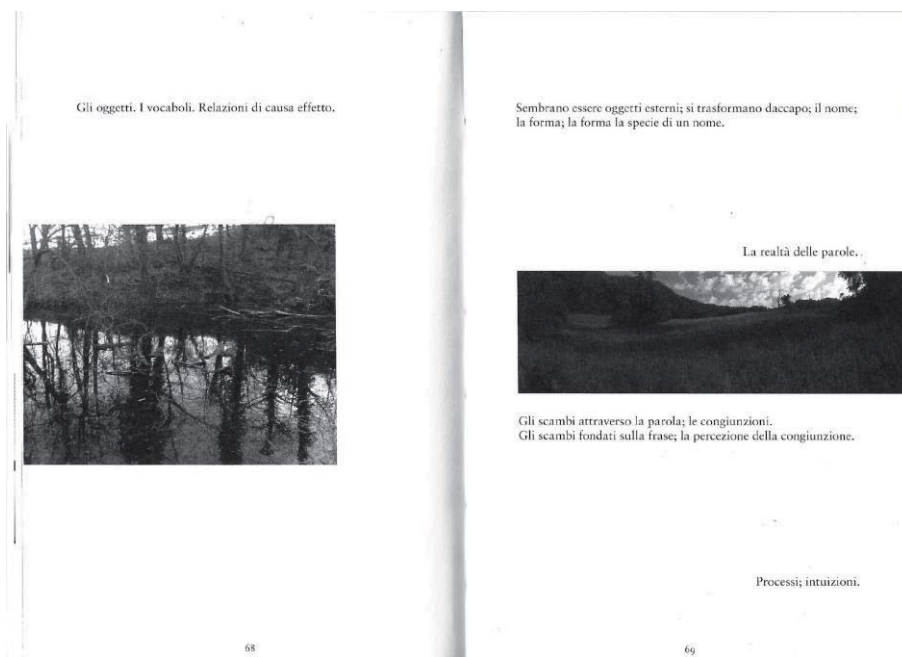 Gli oggetti. I vocaboli. Relazioni di causa effetto.
68
Sembrano essere oggetti esterni; si trasformano daccapo; il nome;
la forma; la forma la specie di un nome.
La realtà delle parole.
Gli scambi attraverso la parola; le congiunzioni.
Gli scambi fondati sulla frase; la percezione della congiunzione.
Processi; intuizioni.
69